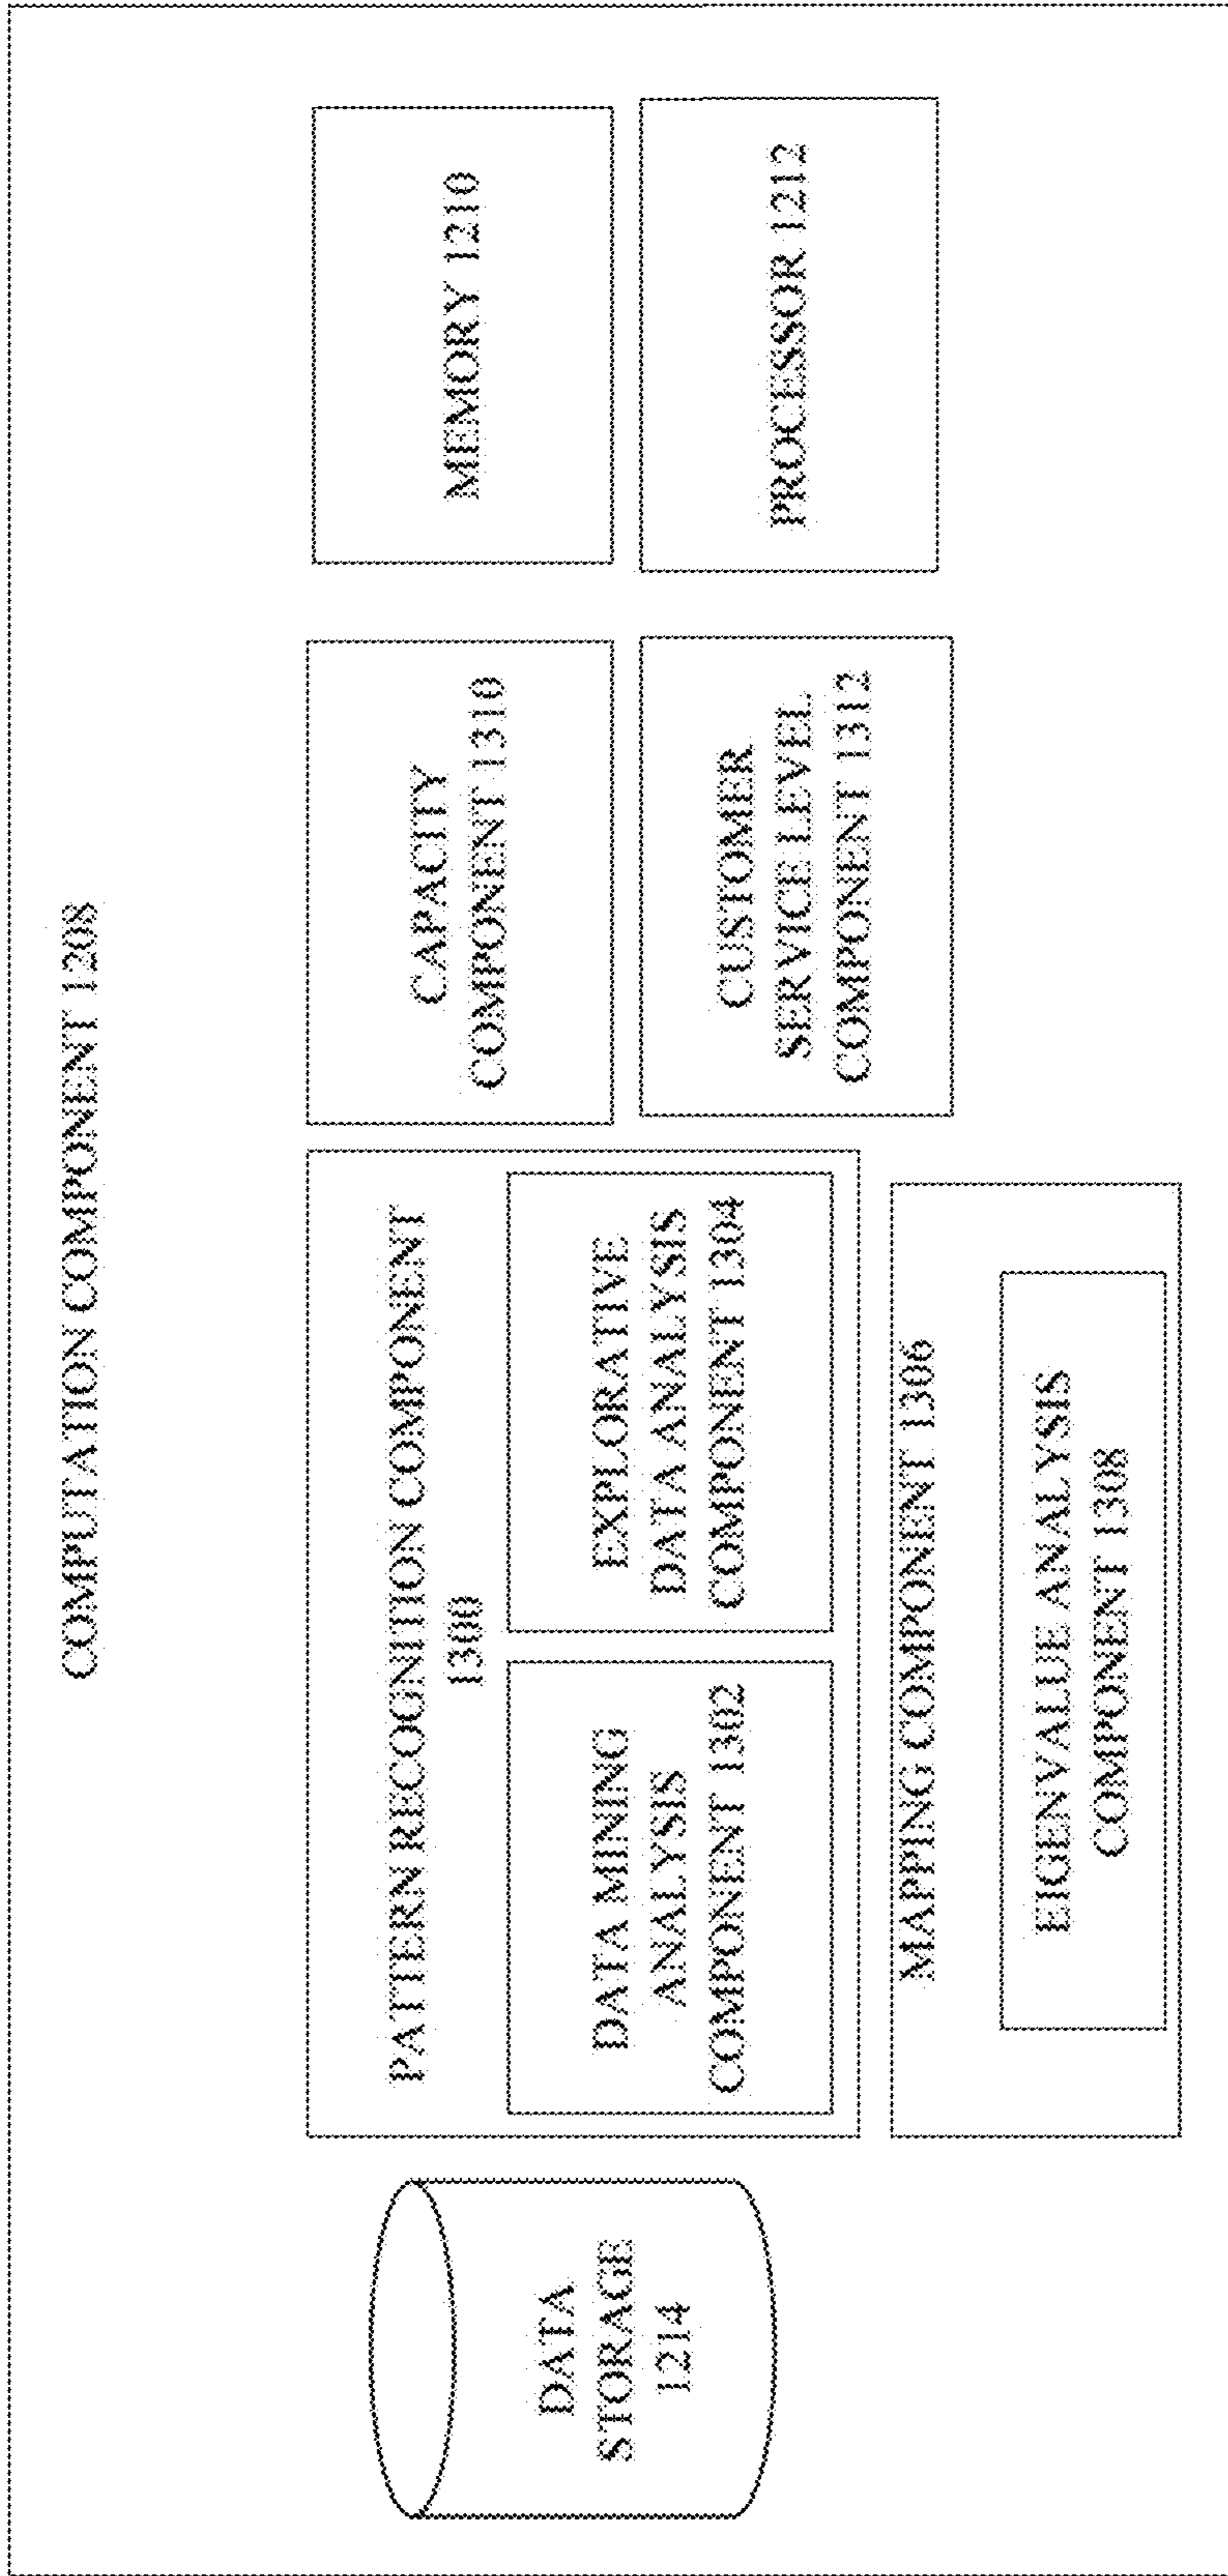 COMPUTATION COMPONENT 1208
DATA
STORAGE
1214
PATTERN RECOGNITION COMPONENT
1300
DATA MINING
ANALYSIS
COMPONENT 1302
EXPLORATIVE
DATA ANALYSIS
COMPONENT 1304
MAPPING COMPONENT 1306
EIGENVALUE ANALYSIS
COMPONENT 1308
CAPACITY
COMPONENT 1310
CUSTOMER
SERVICE LEVEL
COMPONENT 1312
MEMORY 1210
PROCESSOR 1212